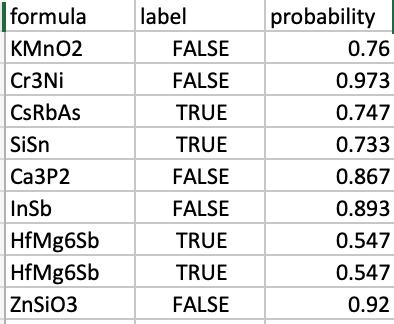 formula label probability
KMnO2 FALSE 0.76
Cr3Ni FALSE 0.973
CsRbAs TRUE 0.747
SiSn TRUE 0.733
Ca3P2 FALSE 0.867
InSb FALSE 0.893
HfMg6Sb TRUE 0.547
HfMg6Sb TRUE 0.547
ZnSiO3 FALSE 0.92